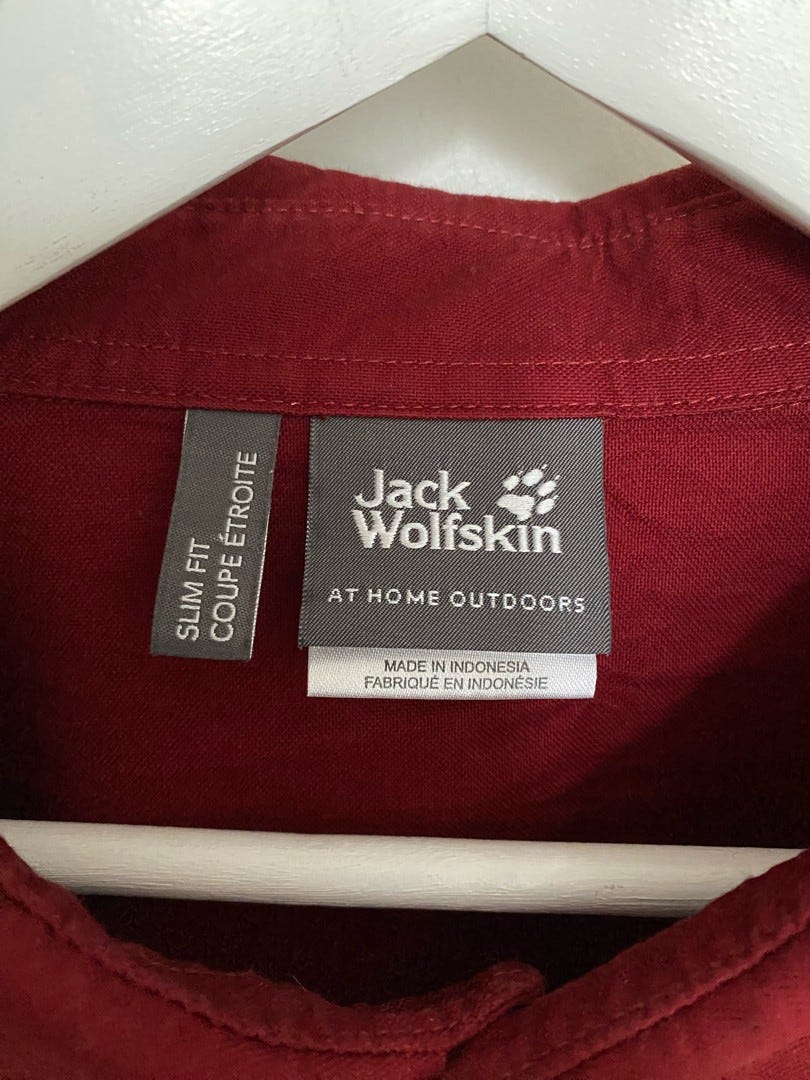 SLIM FIT
COUPE ÉTROITE
Jack
Wolfskin
AT HOME OUTDOORS
MADE IN INDONESIA
FABRIQUÉ EN INDONÉSIE